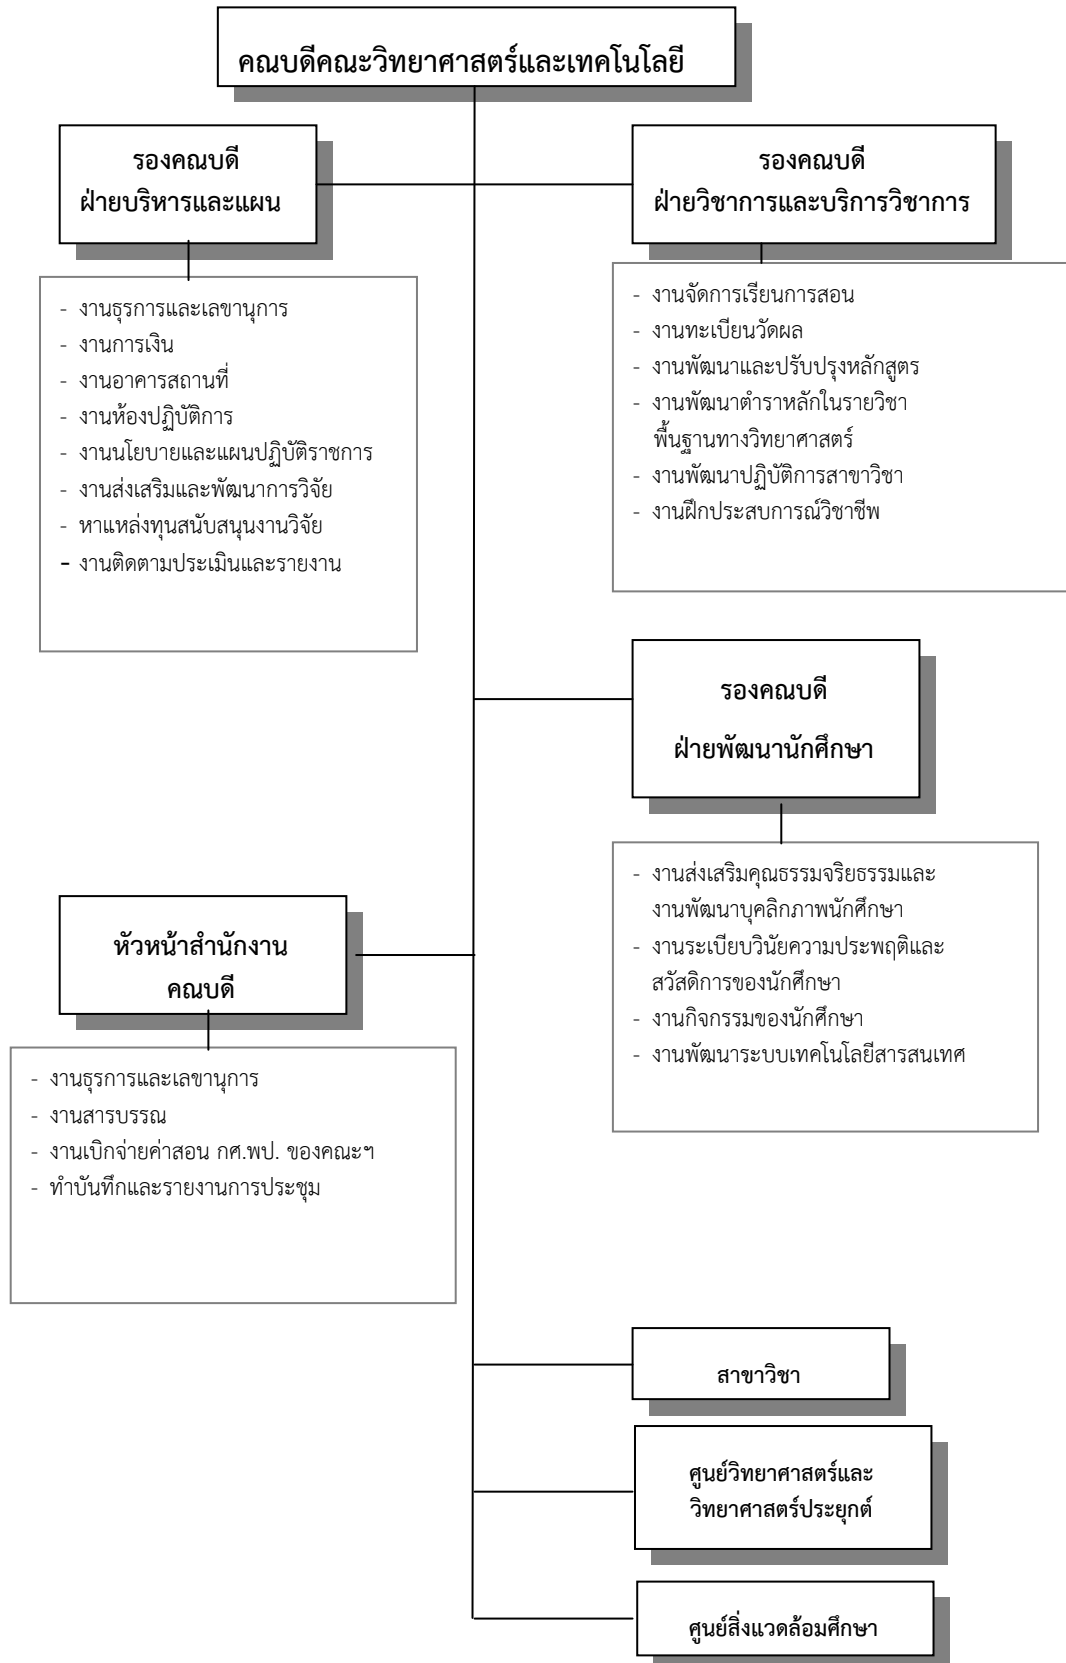 คณบดีคณะวิทยาศาสตร์และเทคโนโลยี
รองคณบดี
ฝ่ายบริหารและแผน
- งานธุรการและเลขานุการ
- งานการเงิน
- งานอาคารสถานที่
- งานห้องปฏิบัติการ
- งานนโยบายและแผนปฏิบัติราชการ
- งานส่งเสริมและพัฒนาการวิจัย
- หาแหล่งทุนสนับสนุนงานวิจัย
- งานติดตามประเมินและรายงาน
รองคณบดี
ฝ่ายวิชาการและบริการวิชาการ
- งานจัดการเรียนการสอน
- งานทะเบียนวัดผล
- งานพัฒนาและปรับปรุงหลักสูตร
- งานพัฒนาตำราหลักในรายวิชา
พื้นฐานทางวิทยาศาสตร์
- งานพัฒนาปฏิบัติการสาขาวิชา
- งานฝึกประสบการณ์วิชาชีพ
รองคณบดี
ฝ่ายพัฒนานักศึกษา
- งานส่งเสริมคุณธรรมจริยธรรมและ
งานพัฒนาบุคลิกภาพนักศึกษา
- งานระเบียบวินัยความประพฤติและ
สวัสดิการของนักศึกษา
- งานกิจกรรมของนักศึกษา
- งานพัฒนาระบบเทคโนโลยีสารสนเทศ
หัวหน้าสำนักงาน
คณบดี
- งานธุรการและเลขานุการ
- งานสารบรรณ
- งานเบิกจ่ายค่าสอน กศ.พป. ของคณะฯ
- ทำบันทึกและรายงานการประชุม
สาขาวิชา
ศูนย์วิทยาศาสตร์และ
วิทยาศาสตร์ประยุกต์
ศูนย์สิ่งแวดล้อมศึกษา